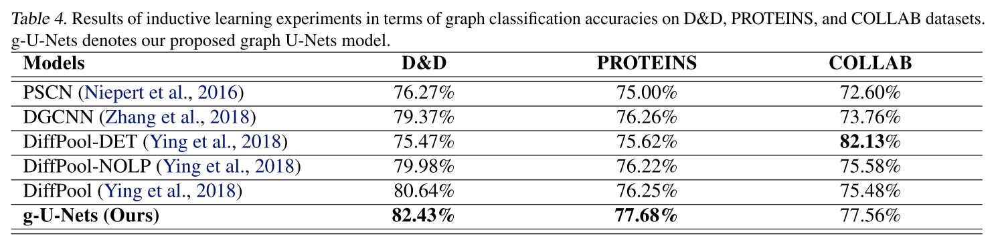 Table 4. Results of inductive learning experiments in terms of graph classification accuracies on D&D, PROTEINS, and COLLAB datasets.
g-U-Nets denotes our proposed graph U-Nets model.
Models D&D PROTEINS COLLAB
PSCN (Niepert et al., 2016) 76.27% 75.00% 72.60%
DGCNN (Zhang et al., 2018) 79.37% 76.26% 73.76%
DiffPool-DET (Ying et al., 2018) 75.47% 75.62% 82.13%
DiffPool-NOLP (Ying et al., 2018) 79.98% 76.22% 75.58%
DiffPool (Ying et al., 2018) 80.64% 76.25% 75.48%
g-U-Nets (Ours) 82.43% 77.68% 77.56%